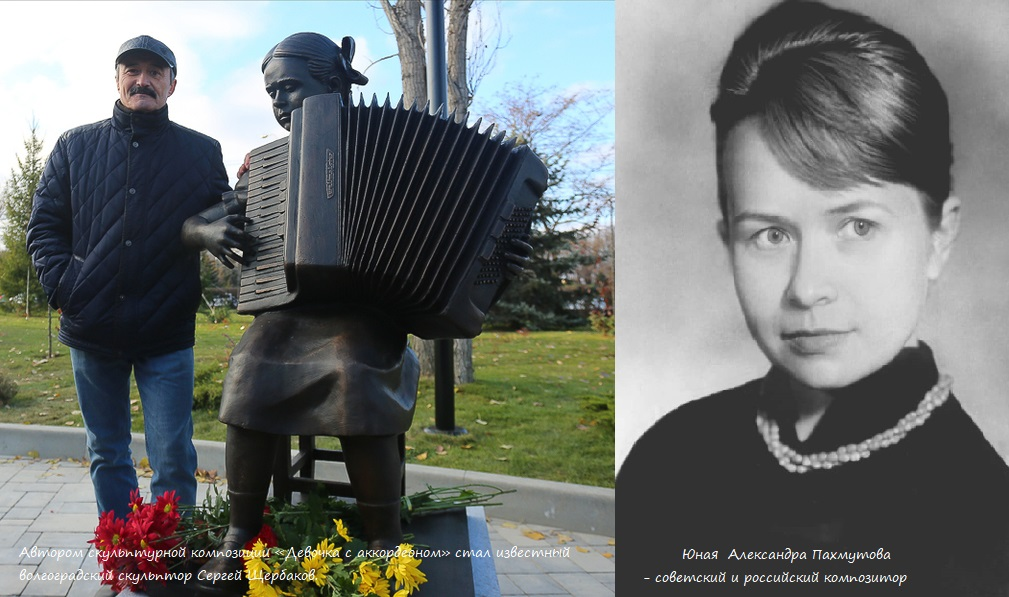 Автором скульптурной композиции «Девочка с аккордеоном» стал известный
волгоградский скульптор Сергей Щербаков.
Юная Александра Пахмутова
- советский и российский композитор